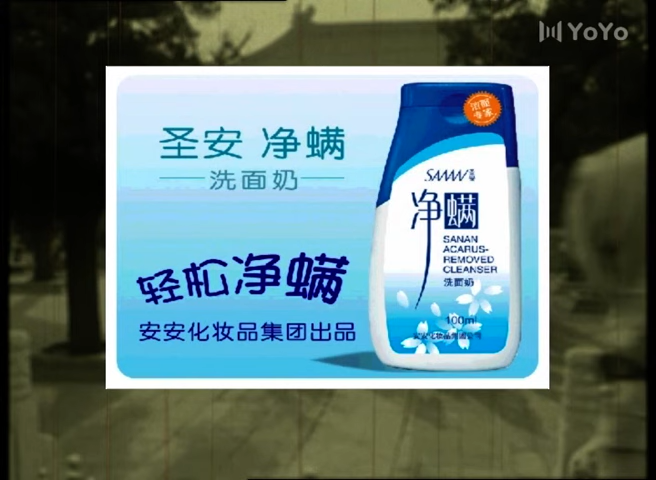 YoYo
圣安 净螨
洗面奶
轻松净螨
安安化妆品集团出品
SANAN
净螨
SANAN
ACARUS-
REMOVED
CLEANSER
洗面奶
100ml